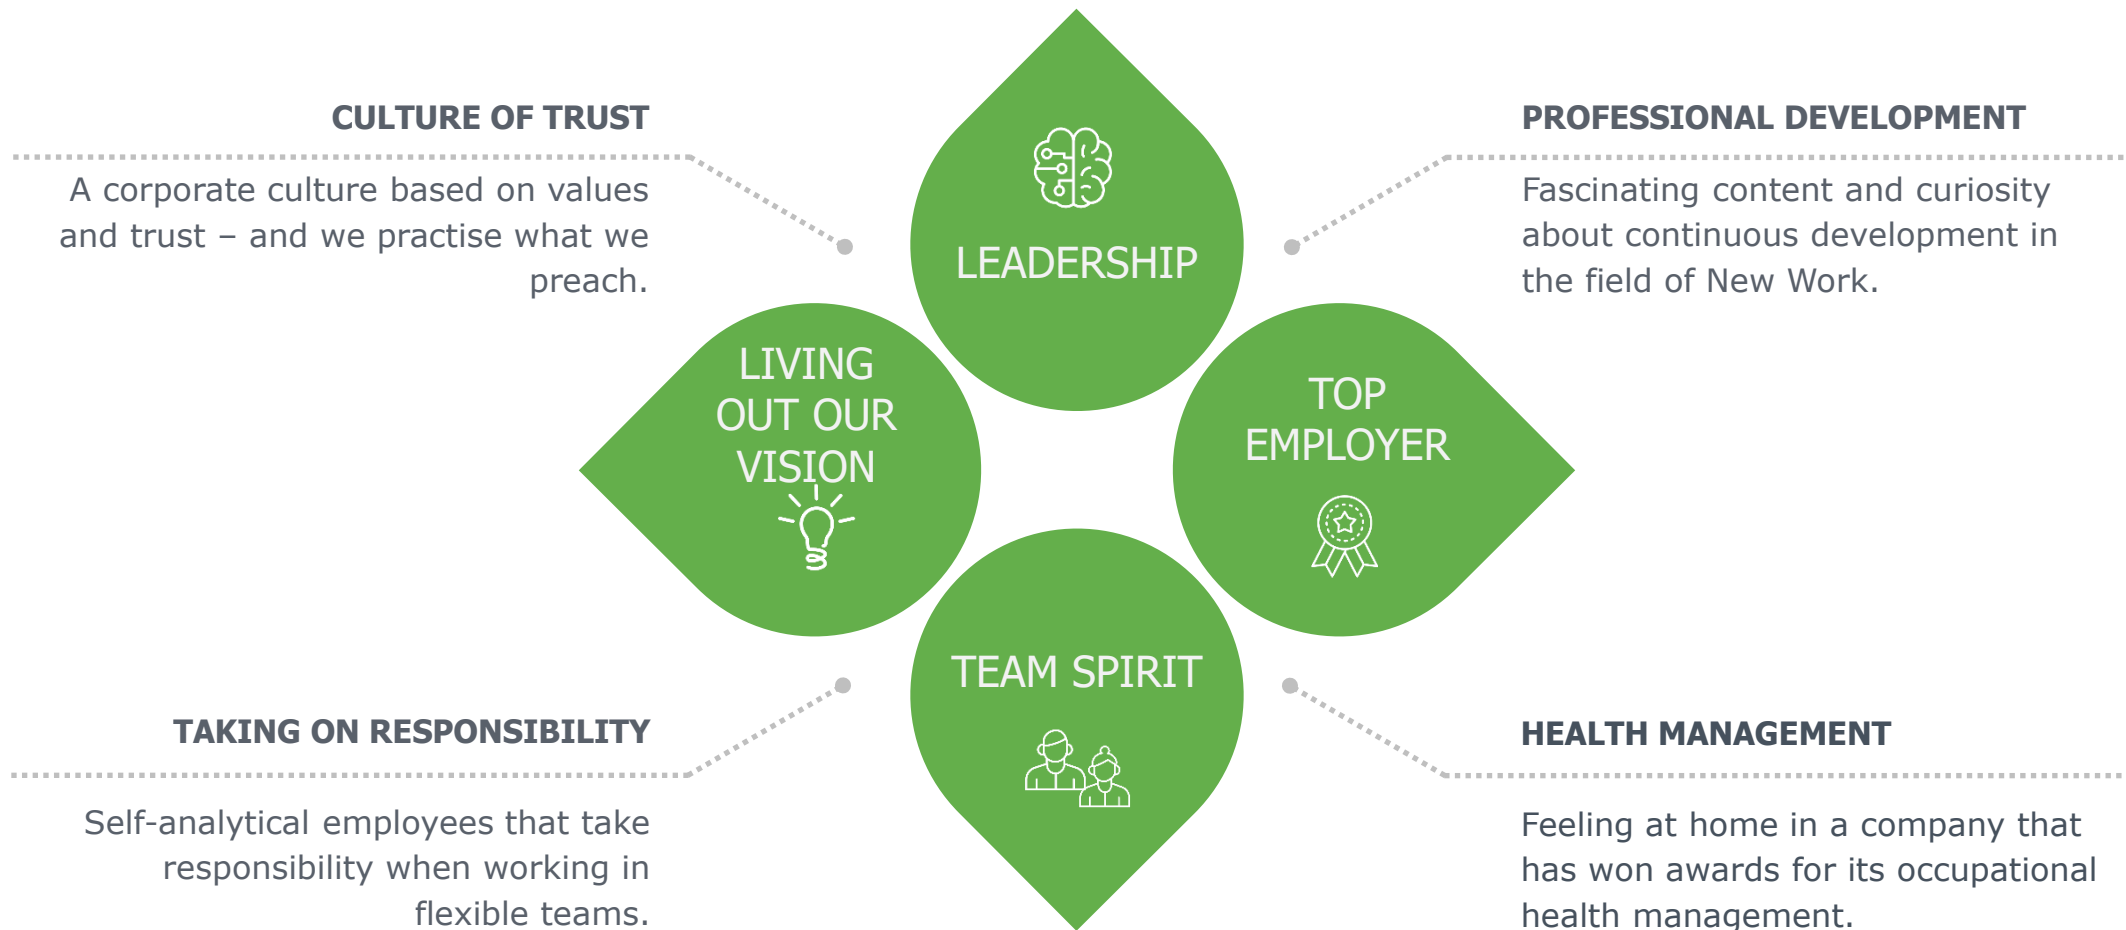 CULTURE OF TRUST
A corporate culture based on values
and trust – and we practise what we
preach.
LEADERSHIP
PROFESSIONAL DEVELOPMENT
Fascinating content and curiosity
about continuous development in
the field of New Work.
LIVING
OUT OUR
VISION
TOP
EMPLOYER
TEAM SPIRIT
TAKING ON RESPONSIBILITY
Self-analytical employees that take
responsibility when working in
flexible teams.
HEALTH MANAGEMENT
Feeling at home in a company that
has won awards for its occupational
health management.